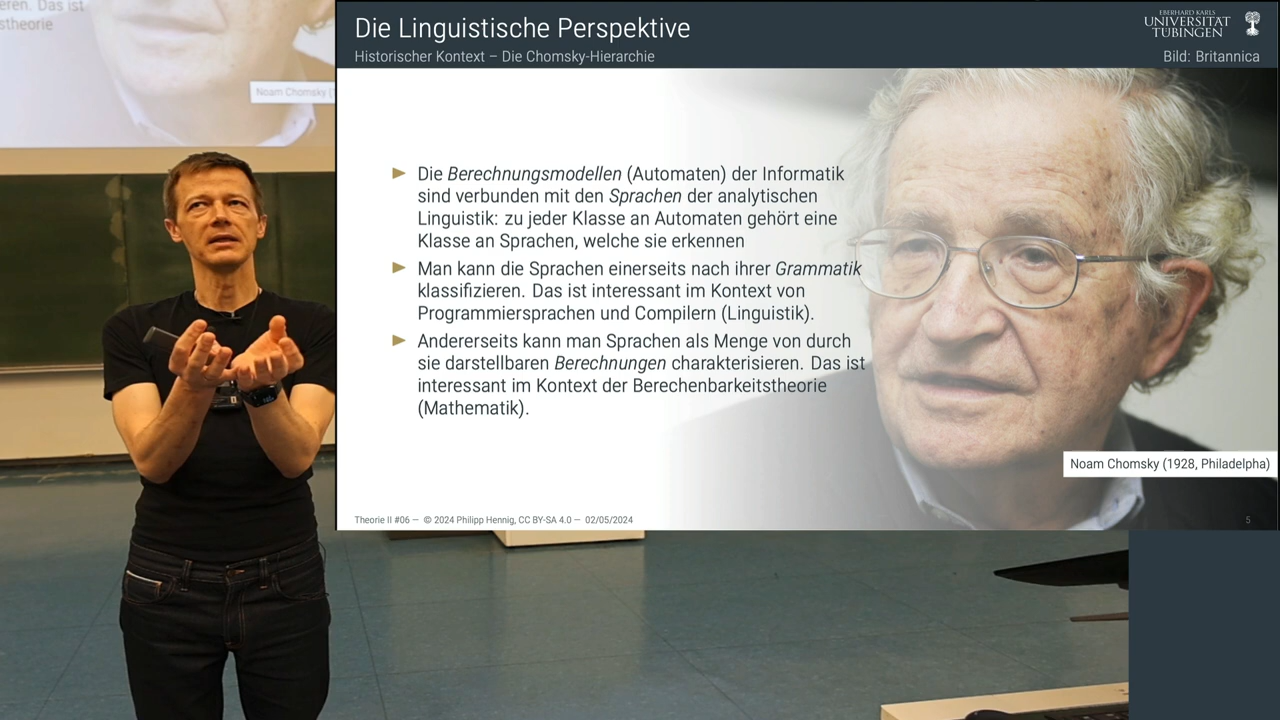 eren. Das ist
stheorie
Noam Chomsky (1
Die Linguistische Perspektive
Historischer Kontext – Die Chomsky-Hierarchie
EBERHARD KARLS
UNIVERSITÄT
TÜBINGEN
Bild: Britannica
Die Berechnungsmodellen (Automaten) der Informatik
sind verbunden mit den Sprachen der analytischen
Linguistik: zu jeder Klasse an Automaten gehört eine
Klasse an Sprachen, welche sie erkennen
Man kann die Sprachen einerseits nach ihrer Grammatik
klassifizieren. Das ist interessant im Kontext von
Programmiersprachen und Compilern (Linguistik).
Andererseits kann man Sprachen als Menge von durch
sie darstellbaren Berechnungen charakterisieren. Das ist
interessant im Kontext der Berechenbarkeitstheorie
(Mathematik).
Noam Chomsky (1928, Philadelpha)
Theorie II #06 — © 2024 Philipp Hennig, CC BY-SA 4.0 — 02/05/2024
5